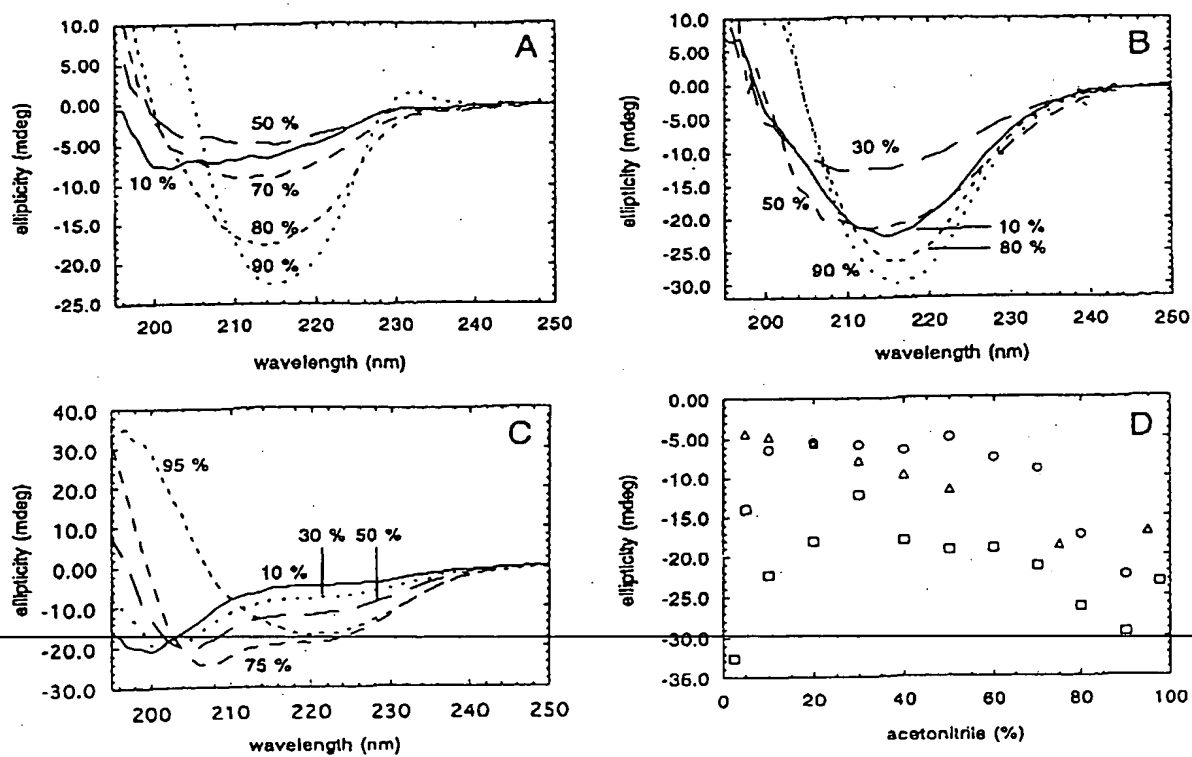 A
10.0
5.00
0.00
-5.00
-10.0
-15.0
-20.0
-25.0
ellipticity (mdeg)
50 %
10 %
70 %
80 %
90 %
200 210 220 230 240 250
wavelength (nm)
B
10.0
5.00
0.00
-5.00
-10.0
-15.0
-20.0
-25.0
-30.0
ellipticity (mdeg)
30 %
50 %
10 %
80 %
90 %
200 210 220 230 240 250
wavelength (nm)
C
40.0
30.0
20.0
10.0
0.00
-10.0
-20.0
-30.0
ellipticity (mdeg)
95 %
30 % 50 %
10 %
75 %
200 210 220 230 240 250
wavelength (nm)
D
0.00
-5.00
-10.0
-15.0
-20.0
-25.0
-30.0
-35.0
ellipticity (mdeg)
0 20 40 60 80 100
acetonitrile (%)